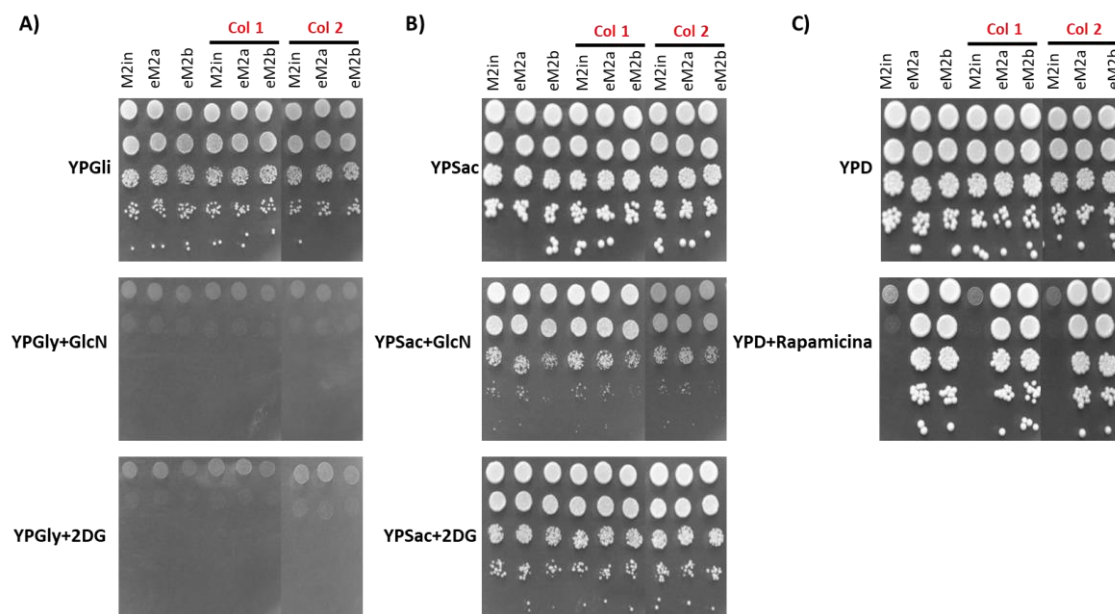 A)
Col 1 Col 2
M2in eM2a eM2b M2in eM2a eM2b M2in eM2a eM2b
YPGli
YPGly+GlcN
YPGly+2DG
B)
Col 1 Col 2
M2in eM2a eM2b M2in eM2a eM2b M2in eM2a eM2b
YPSac
YPSac+GlcN
YPSac+2DG
C)
Col 1 Col 2
M2in eM2a eM2b M2in eM2a eM2b M2in eM2a eM2b
YPD
YPD+Rapamicina